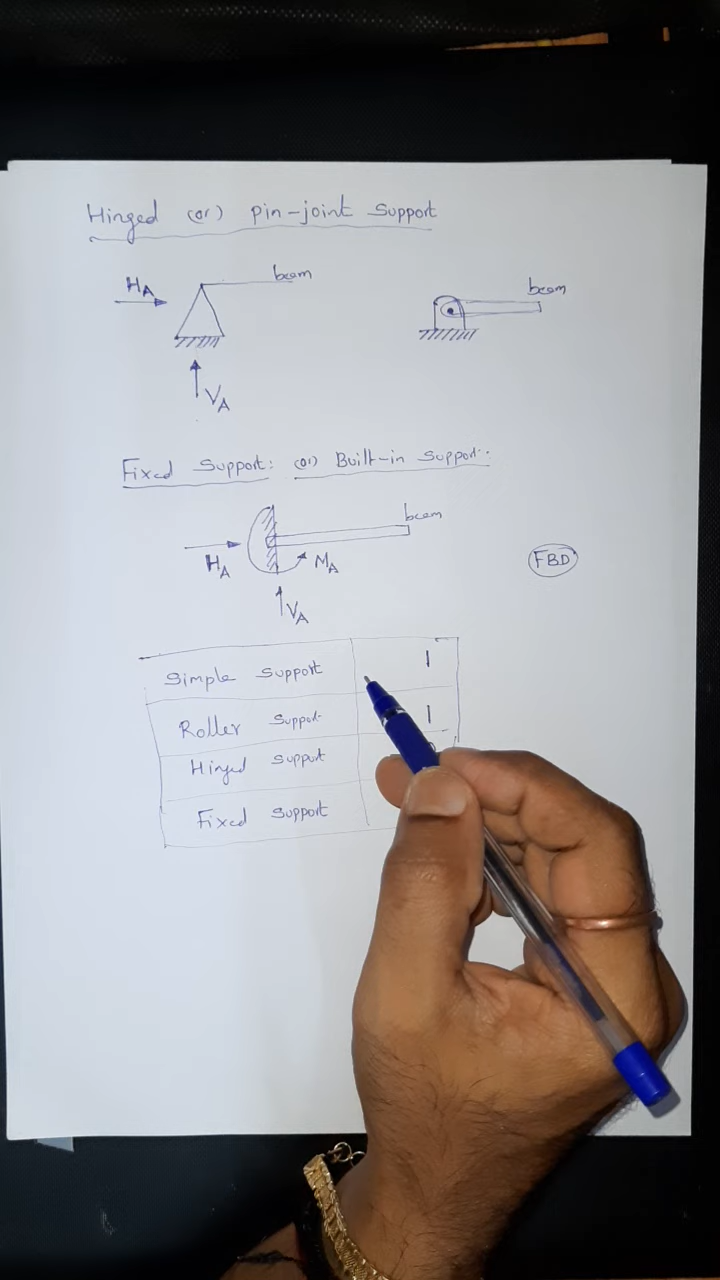 Hinged (or) pin-joint Support
HA
beam
beam
VA
Fixed Support: (or) Built-in Support:
beam
HA
MA
FBD
VA
Simple Support 1
Roller Support 1
Hinged Support
Fixed Support